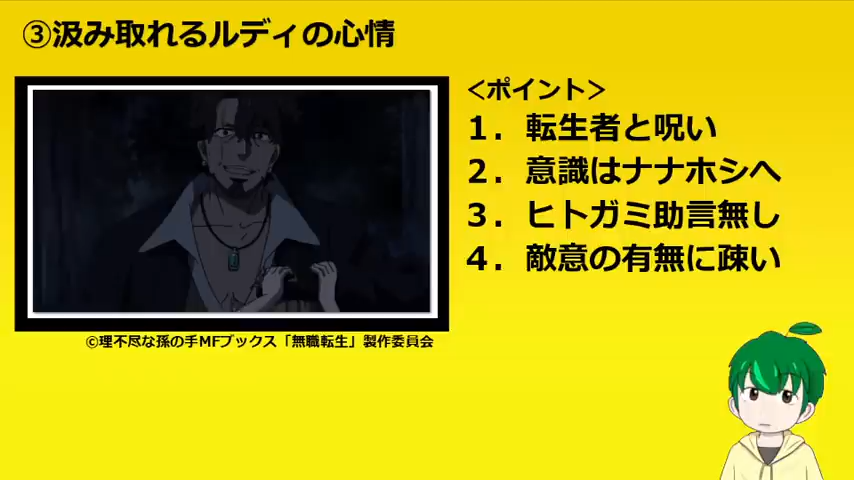 ③汲み取れるルディの心情
<ポイント>
１．転生者と呪い
２．意識はナナホシへ
３．ヒトガミ助言無し
４．敵意の有無に疎い
©理不尽な孫の手MFブックス「無職転生」製作委員会